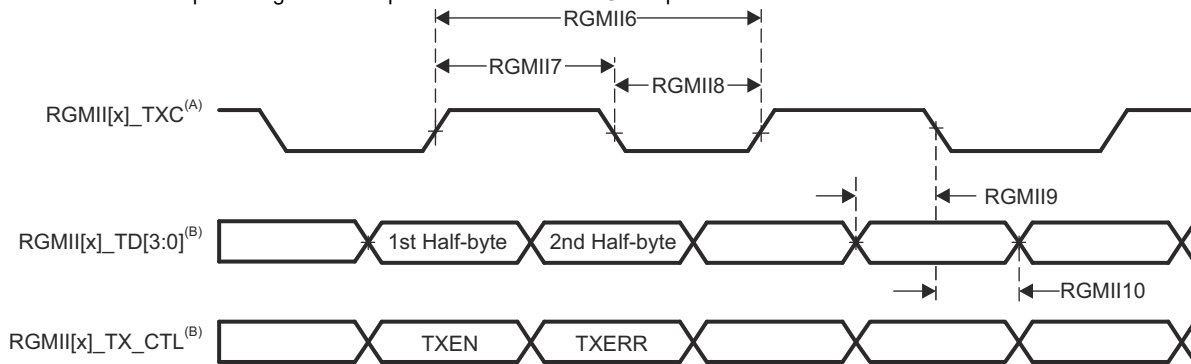 RGMII6
RGMII7
RGMII8
RGMII[x]_TXC(A)
RGMII9
RGMII[x]_TD[3:0](B)
1st Half-byte
2nd Half-byte
RGMII10
RGMII[x]_TX_CTL(B)
TXEN
TXERR